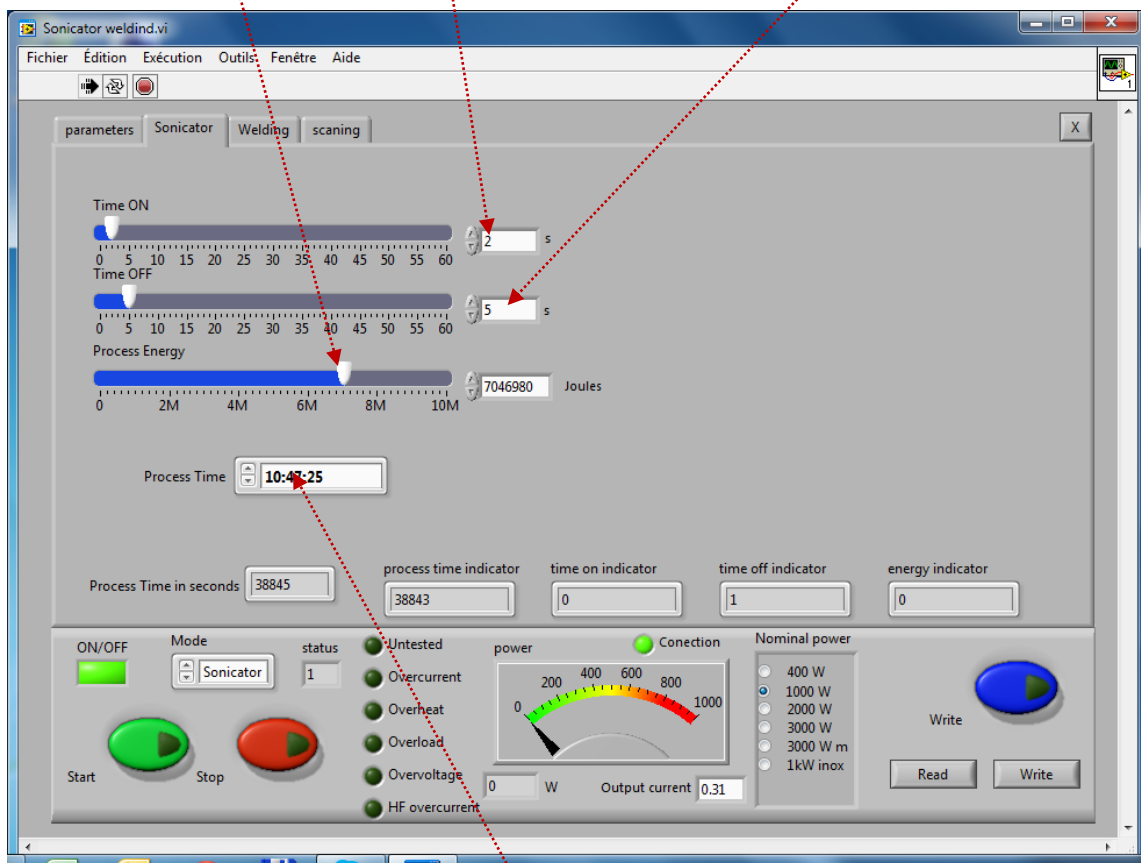 Sonicator weldind.vi
Fichier Édition Exécution Outils Fenêtre Aide
1
parameters Sonicator Welding scaning X
Time ON
2 s
0 5 10 15 20 25 30 35 40 45 50 55 60
Time OFF
5 s
0 5 10 15 20 25 30 35 40 45 50 55 60
Process Energy
7046980 Joules
0 2M 4M 6M 8M 10M
Process Time 10:47:25
Process Time in seconds 38845
process time indicator time on indicator time off indicator energy indicator
38843 0 1 0
ON/OFF Mode status
Sonicator 1
Start Stop
Untested
Overcurrent
Overheat
Overload
Overvoltage
HF overcurrent
power Conection
0 200 400 600 800 1000
0 W Output current 0.31
Nominal power
400 W
1000 W
2000 W
3000 W
3000 W m
1kW inox
Write
Read Write